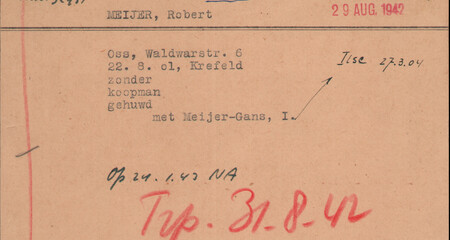 MEIJER, Robert
29 AUG. 1942
Oss, Waldwarstr. 6
22. 8. 01, Krefeld
zonder
koopman
gehuwd
met Meijer-Gans, I.
Ilse 27.3.04
Op 24.1.43 NA
Trp. 31-8-42